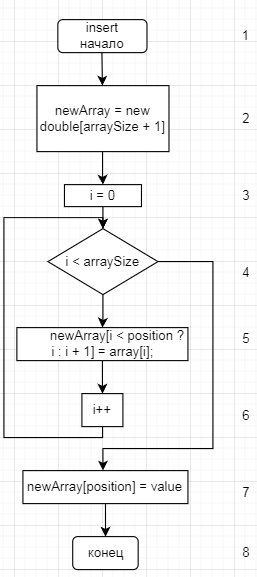 insert
начало
1
newArray = new
double[arraySize + 1]
2
i = 0
3
i < arraySize
4
newArray[i < position ?
i : i + 1] = array[i];
5
i++
6
newArray[position] = value
7
конец
8